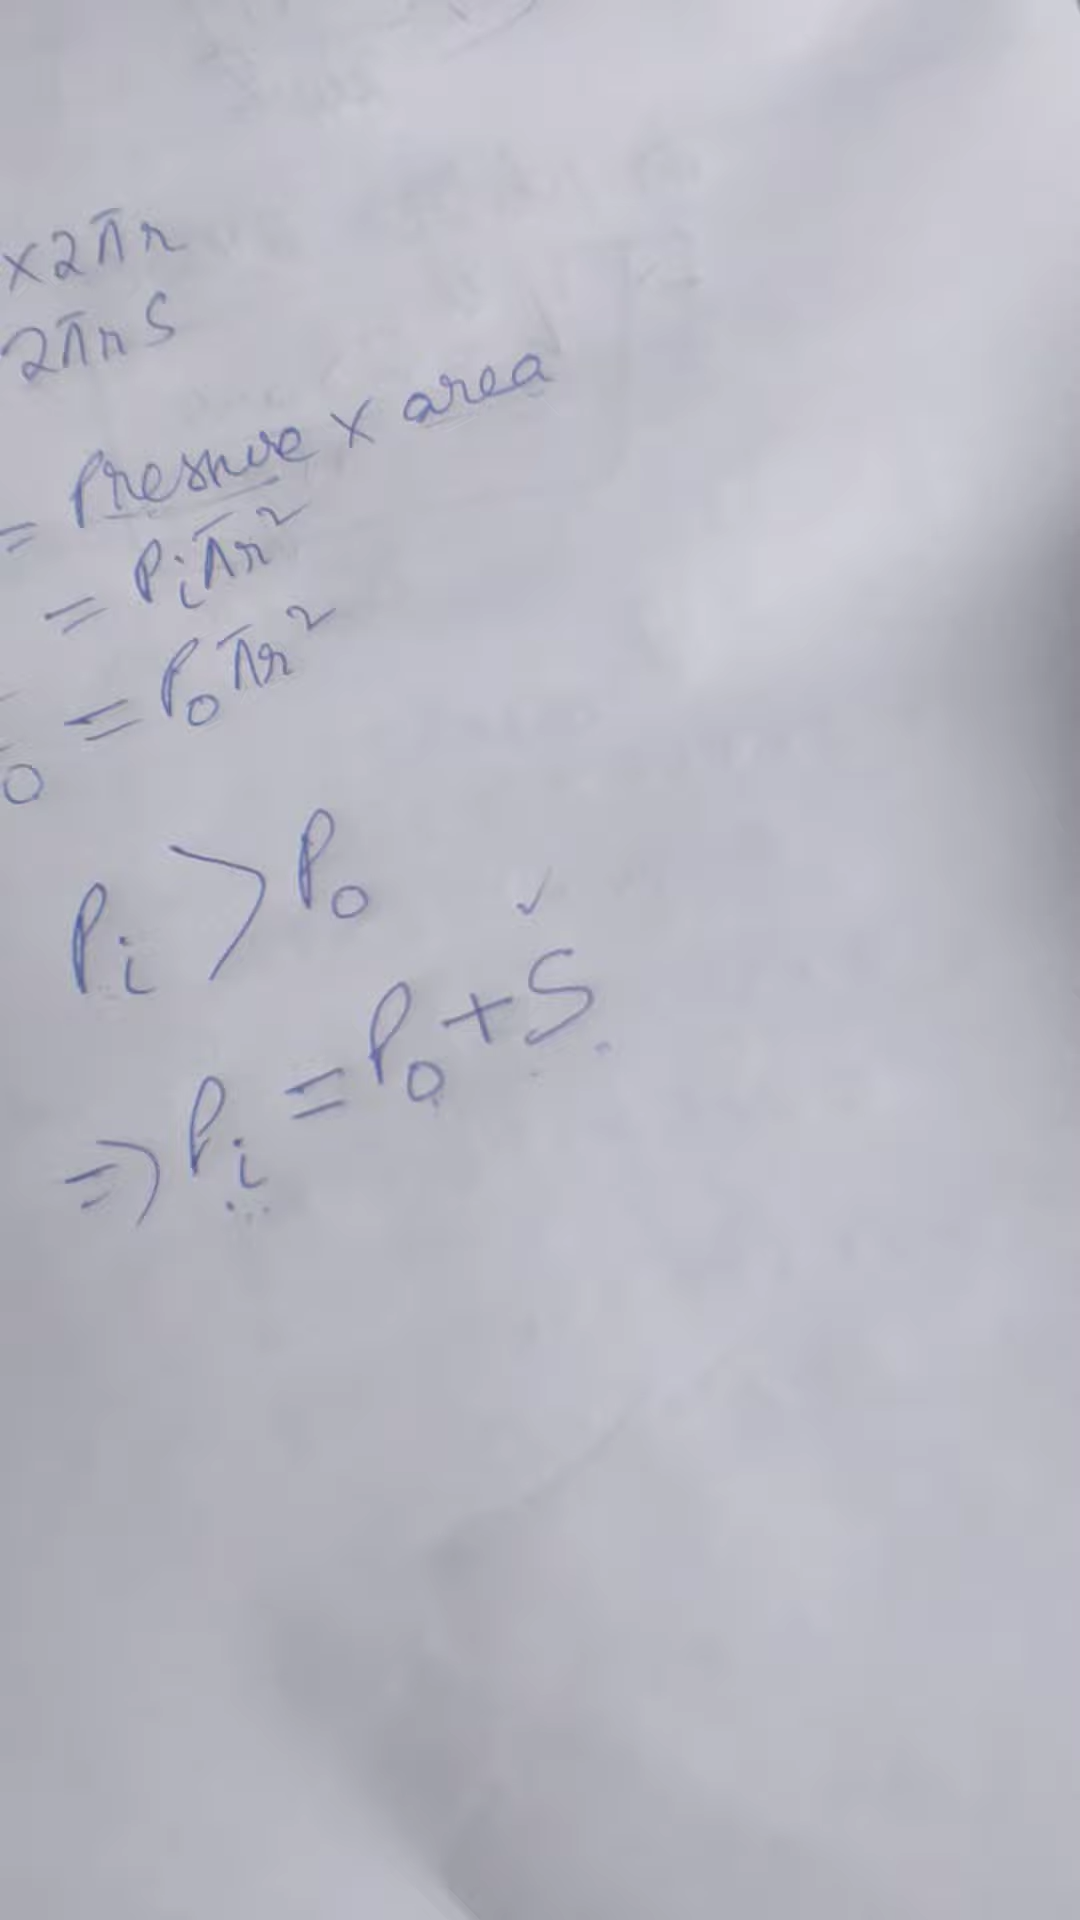 ×2πr
2πrS
= Pressure × area
= Piπr²
0 = P0πr²
Pi > P0
✓
⇒ Pi = P0 + S